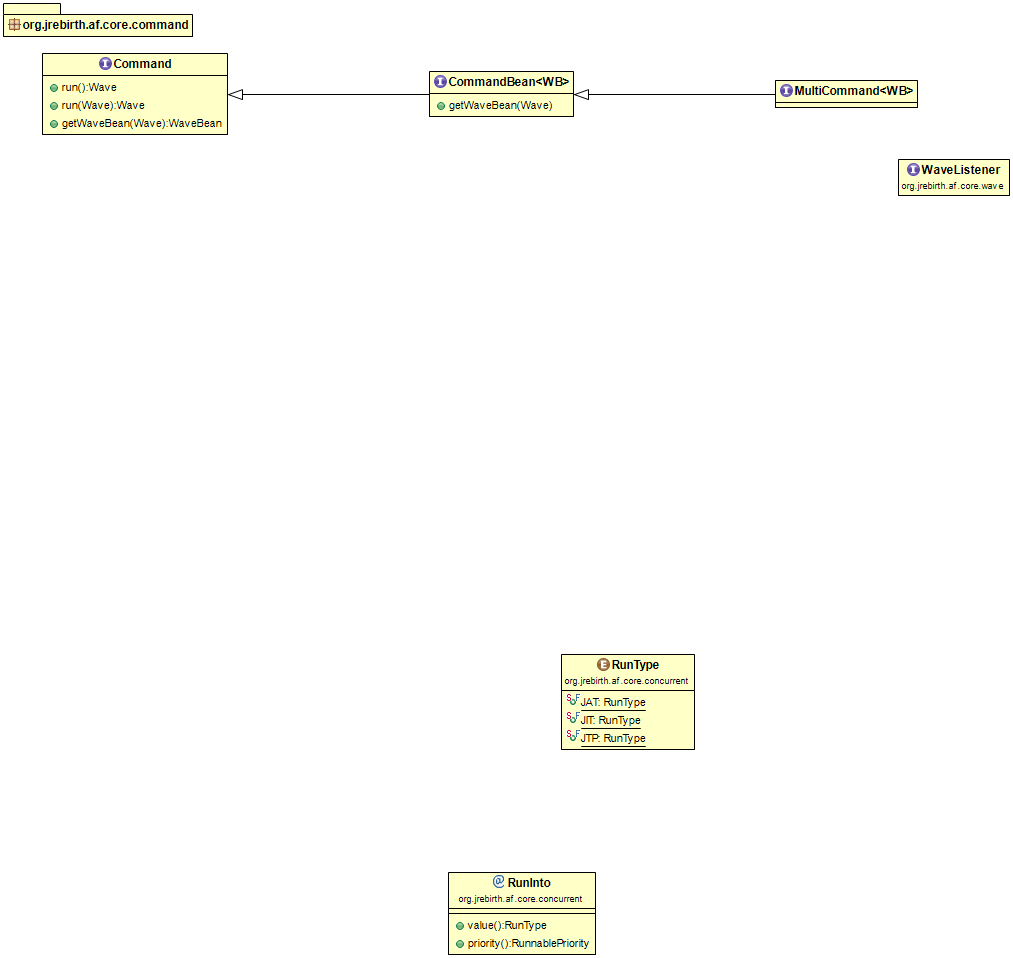 org.jrebirth.af.core.command
Command
run():Wave
run(Wave):Wave
getWaveBean(Wave):WaveBean
CommandBean<WB>
getWaveBean(Wave)
MultiCommand<WB>
WaveListener
org.jrebirth.af.core.wave
RunType
org.jrebirth.af.core.concurrent
JAT: RunType
JIT: RunType
JTP: RunType
RunInto
org.jrebirth.af.core.concurrent
value():RunType
priority():RunnablePriority